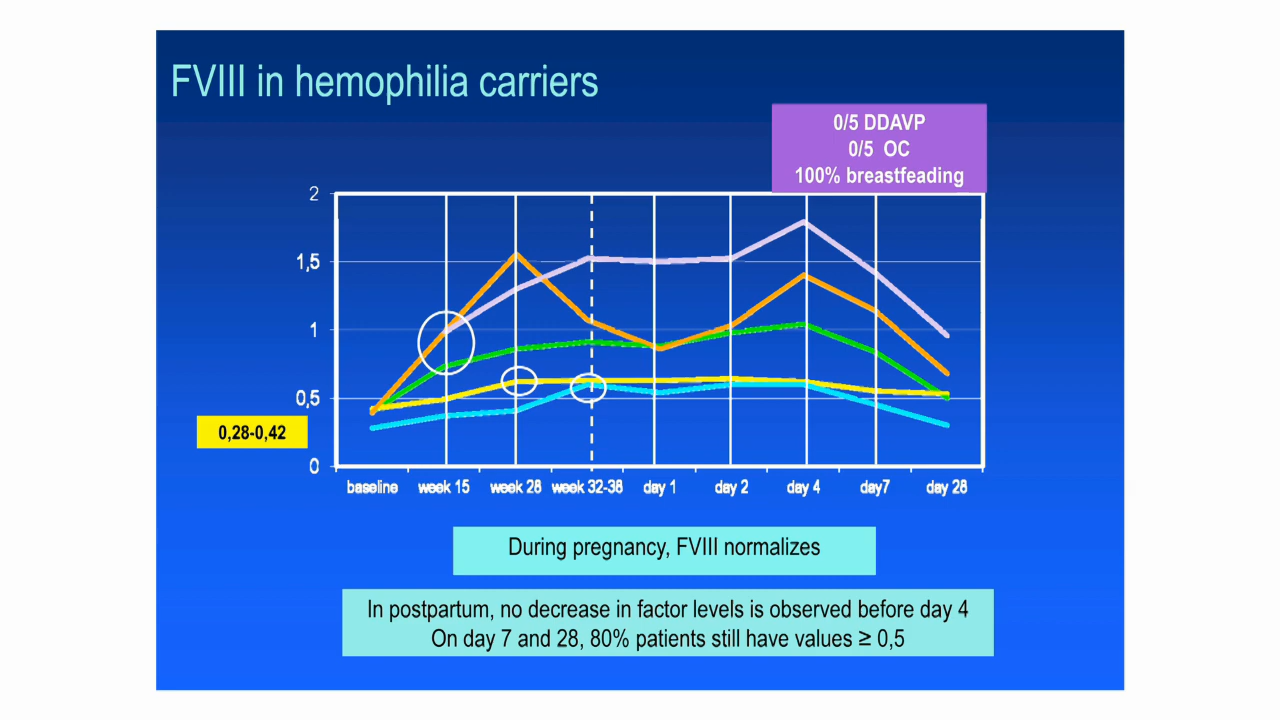 FVIII in hemophilia carriers
0/5 DDAVP
0/5 OC
100% breastfeading
2
1,5
1
0,5
0
0,28-0,42
baseline week 15 week 28 week 32-36 day 1 day 2 day 4 day7 day 28
During pregnancy, FVIII normalizes
In postpartum, no decrease in factor levels is observed before day 4
On day 7 and 28, 80% patients still have values ≥ 0,5